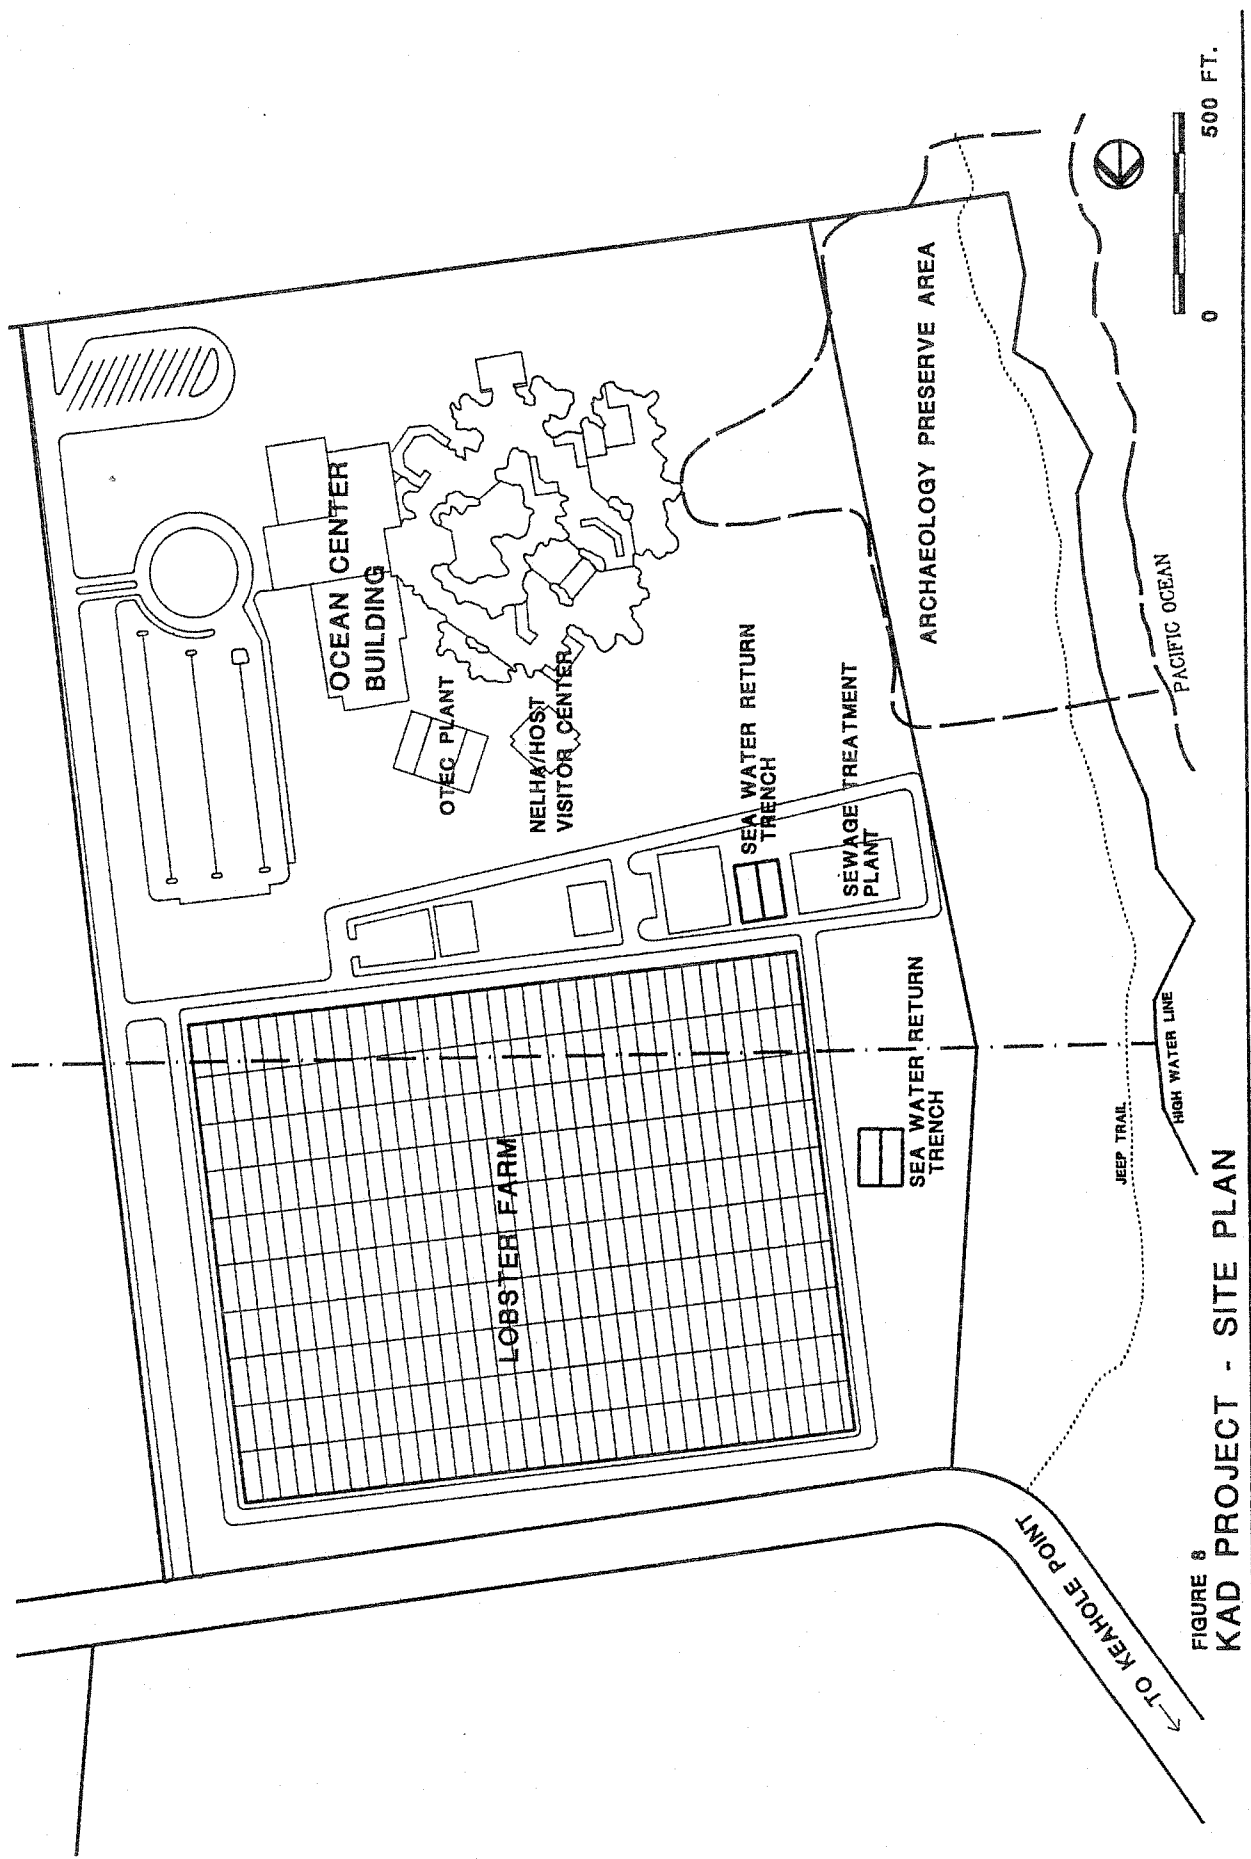 OCEAN CENTER
BUILDING
OTEC PLANT
NELHA/HOST
VISITOR CENTER
LOBSTER FARM
SEA WATER RETURN
TRENCH
SEWAGE TREATMENT
PLANT
SEA WATER RETURN
TRENCH
ARCHAEOLOGY PRESERVE AREA
JEEP TRAIL
HIGH WATER LINE
PACIFIC OCEAN
←TO KEAHOLE POINT
0 500 FT.
FIGURE 8
KAD PROJECT - SITE PLAN